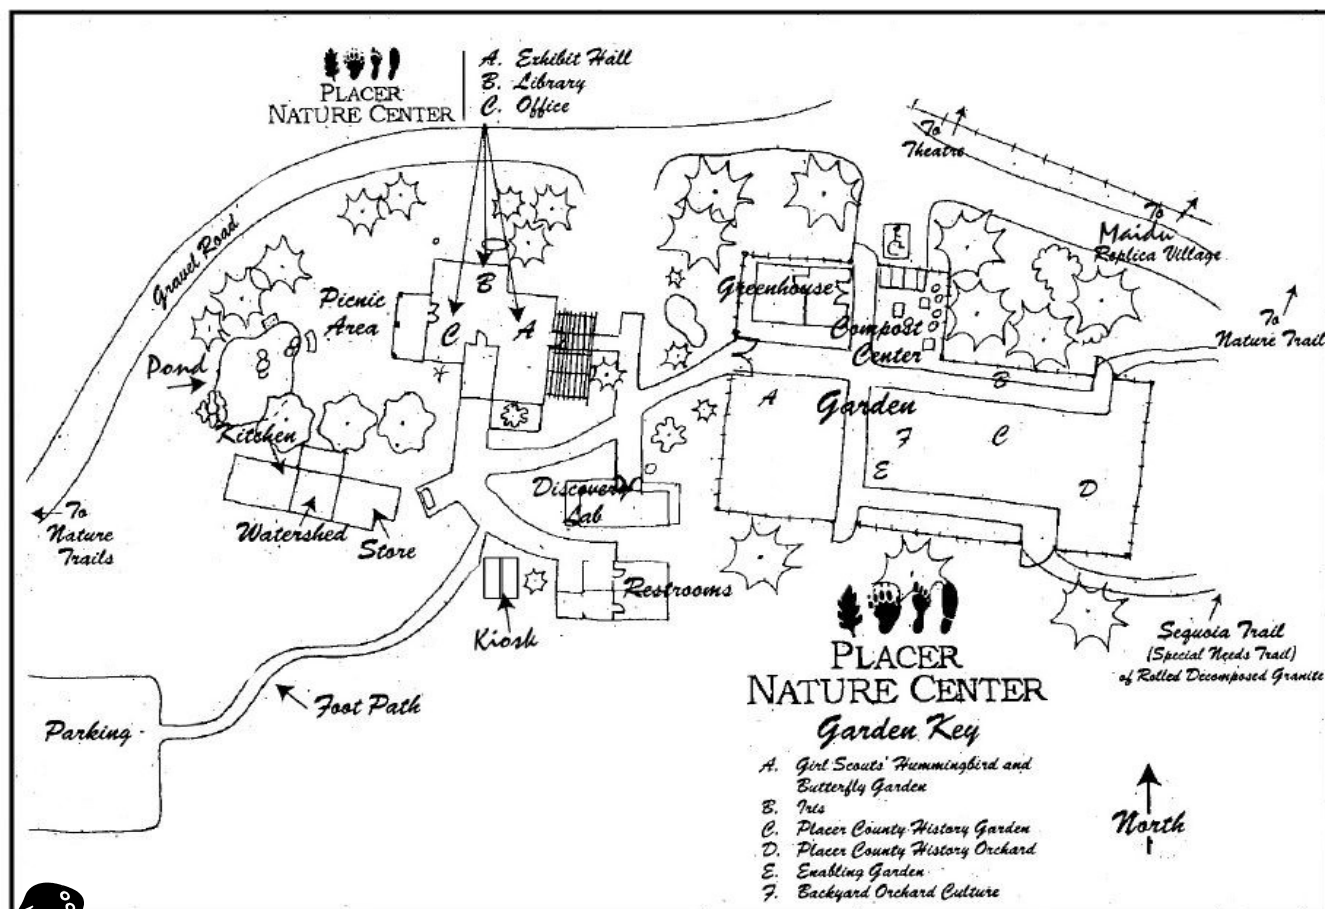 PLACER
NATURE CENTER
A. Exhibit Hall
B. Library
C. Office
To
Theatre
To
Maidu
Replica Village
Gravel Road
Picnic
Area
B
C
A
Greenhouse
Compost
Center
To
Nature Trail
Pond
Kitchen
B
A
Garden
F
C
E
D
Discovery
Lab
To
Nature
Trails
Watershed
Store
Restrooms
Kiosk
Foot Path
Parking
Sequoia Trail
(Special Needs Trail)
of Rolled Decomposed Granite
PLACER
NATURE CENTER
Garden Key
A. Girl Scouts' Hummingbird and
Butterfly Garden
B. Iris
C. Placer County History Garden
D. Placer County History Orchard
E. Enabling Garden
F. Backyard Orchard Culture
North